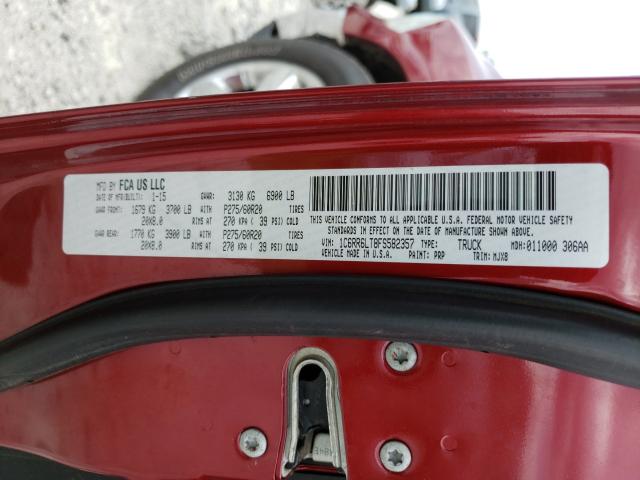 MFD BY FCA US LLC
DATE OF MFR(BUILT): 1-15 GVWR: 3130 KG 6900 LB
GAWR FRONT: 1679 KG 3700 LB WITH P275/60R20 TIRES
20X8.0 RIMS AT 270 KPA ( 39 PSI) COLD
GAWR REAR: 1770 KG 3900 LB WITH P275/60R20 TIRES
20X8.0 RIMS AT 270 KPA ( 39 PSI) COLD
THIS VEHICLE CONFORMS TO ALL APPLICABLE U.S.A. FEDERAL MOTOR VEHICLE SAFETY
STANDARDS IN EFFECT ON THE DATE OF MANUFACTURE SHOWN ABOVE
VIN: 1C6RR6LT8FS582357 TYPE: TRUCK MDH: 011000 306AA
VEHICLE MADE IN U.S.A. PAINT: PRP TRIM: MJX8